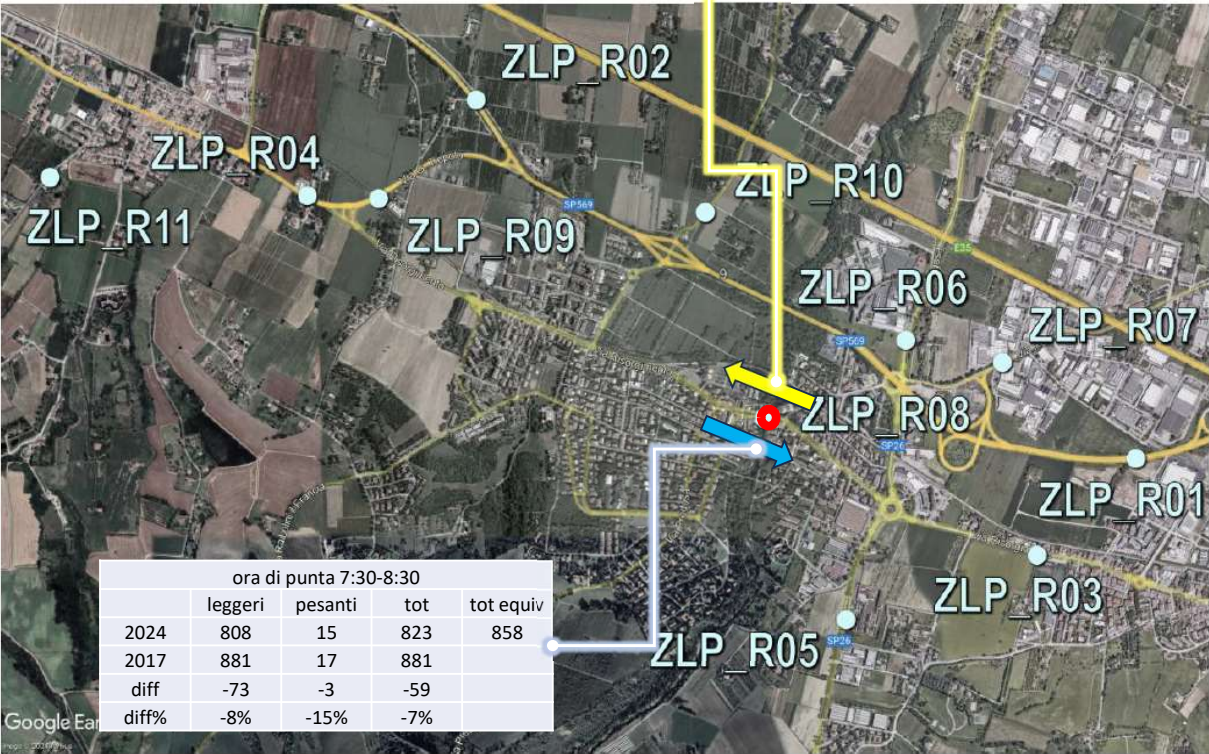 ZLP_R02
ZLP_R04
ZLP_R10
SP569
E35
ZLP_R11
ZLP_R09
9
ZLP_R06
ZLP_R07
SP569
ZLP_R08
SP26
ZLP_R01
ZLP_R03
ZLP_R05
SP26
ora di punta 7:30-8:30
leggeri pesanti tot tot equiv
2024 808 15 823 858
2017 881 17 881
diff -73 -3 -59
diff% -8% -15% -7%
Google Ear